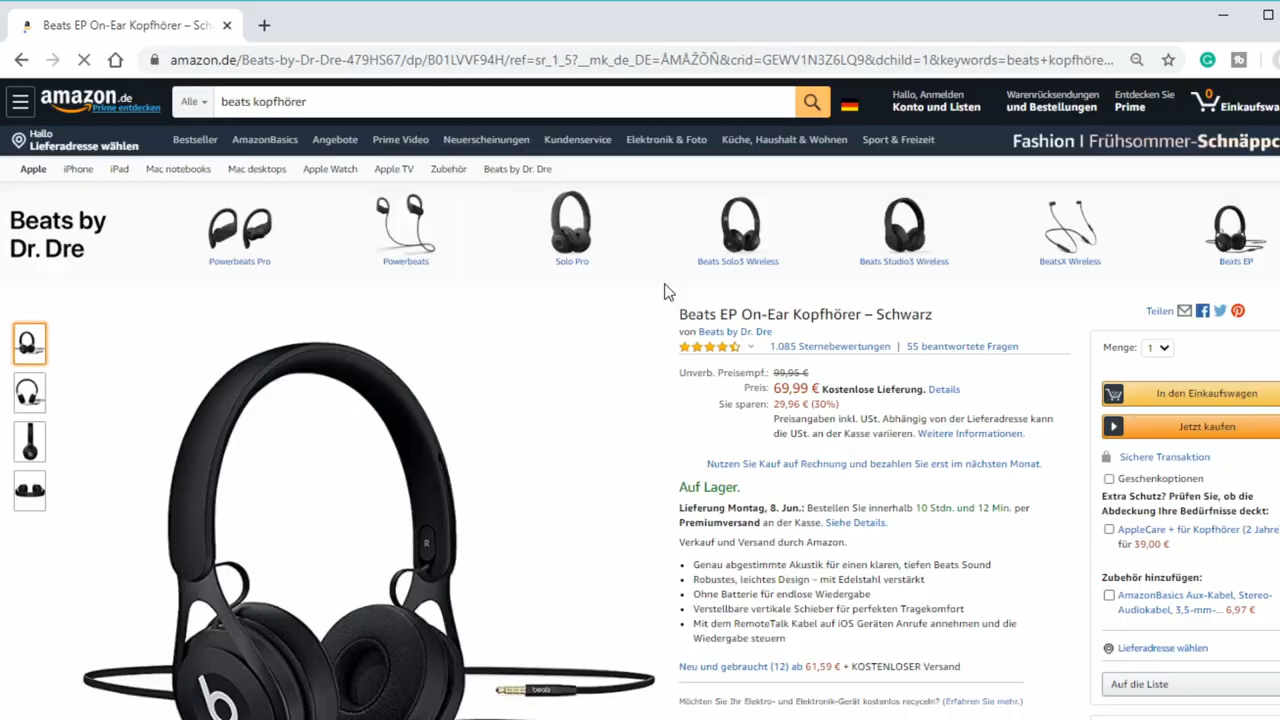 Beats EP On-Ear Kopfhörer – Sch
amazon.de/Beats-by-Dr-Dre-479HS67/dp/B01LVVF94H/ref=sr_1_5?__mk_de_DE=ÅMÅŽÕÑ&crid=GEWV1N3Z6LQ9&dchild=1&keywords=beats+kopfhöre...
amazon.de
Prime entdecken
Alle
beats kopfhörer
Hallo, Anmelden
Konto und Listen
Warenrücksendungen
und Bestellungen
Entdecken Sie
Prime
0
Einkaufswa
Hallo
Lieferadresse wählen
Bestseller AmazonBasics Angebote Prime Video Neuerscheinungen Kundenservice Elektronik & Foto Küche, Haushalt & Wohnen Sport & Freizeit
Fashion | Frühsommer-Schnäppc
Apple iPhone iPad Mac notebooks Mac desktops Apple Watch Apple TV Zubehör Beats by Dr. Dre
Beats by
Dr. Dre
Powerbeats Pro Powerbeats Solo Pro Beats Solo3 Wireless Beats Studio3 Wireless BeatsX Wireless Beats EP
Beats EP On-Ear Kopfhörer – Schwarz
von Beats by Dr. Dre
1.085 Sternebewertungen | 55 beantwortete Fragen
Unverb. Preisempf.: 99,95 €
Preis: 69,99 € Kostenlose Lieferung. Details
Sie sparen: 29,96 € (30%)
Preisangaben inkl. USt. Abhängig von der Lieferadresse kann
die USt. an der Kasse variieren. Weitere Informationen.
Nutzen Sie Kauf auf Rechnung und bezahlen Sie erst im nächsten Monat.
Auf Lager.
Lieferung Montag, 8. Jun.: Bestellen Sie innerhalb 10 Stdn. und 12 Min. per
Premiumversand an der Kasse. Siehe Details.
Verkauf und Versand durch Amazon.
• Genau abgestimmte Akustik für einen klaren, tiefen Beats Sound
• Robustes, leichtes Design – mit Edelstahl verstärkt
• Ohne Batterie für endlose Wiedergabe
• Verstellbare vertikale Schieber für perfekten Tragekomfort
• Mit dem RemoteTalk Kabel auf iOS Geräten Anrufe annehmen und die
Wiedergabe steuern
Neu und gebraucht (12) ab 61,59 € + KOSTENLOSER Versand
Möchten Sie Ihr Elektro- und Elektronik-Gerät kostenlos recyceln? (Erfahren Sie mehr.)
Teilen
Menge: 1
In den Einkaufswagen
Jetzt kaufen
Sichere Transaktion
Geschenkoptionen
Extra Schutz? Prüfen Sie, ob die
Abdeckung Ihre Bedürfnisse deckt:
AppleCare + für Kopfhörer (2 Jahre
für 39,00 €
Zubehör hinzufügen:
AmazonBasics Aux-Kabel, Stereo-
Audiokabel, 3,5-mm-... 6,97 €
Lieferadresse wählen
Auf die Liste
R
b
beats